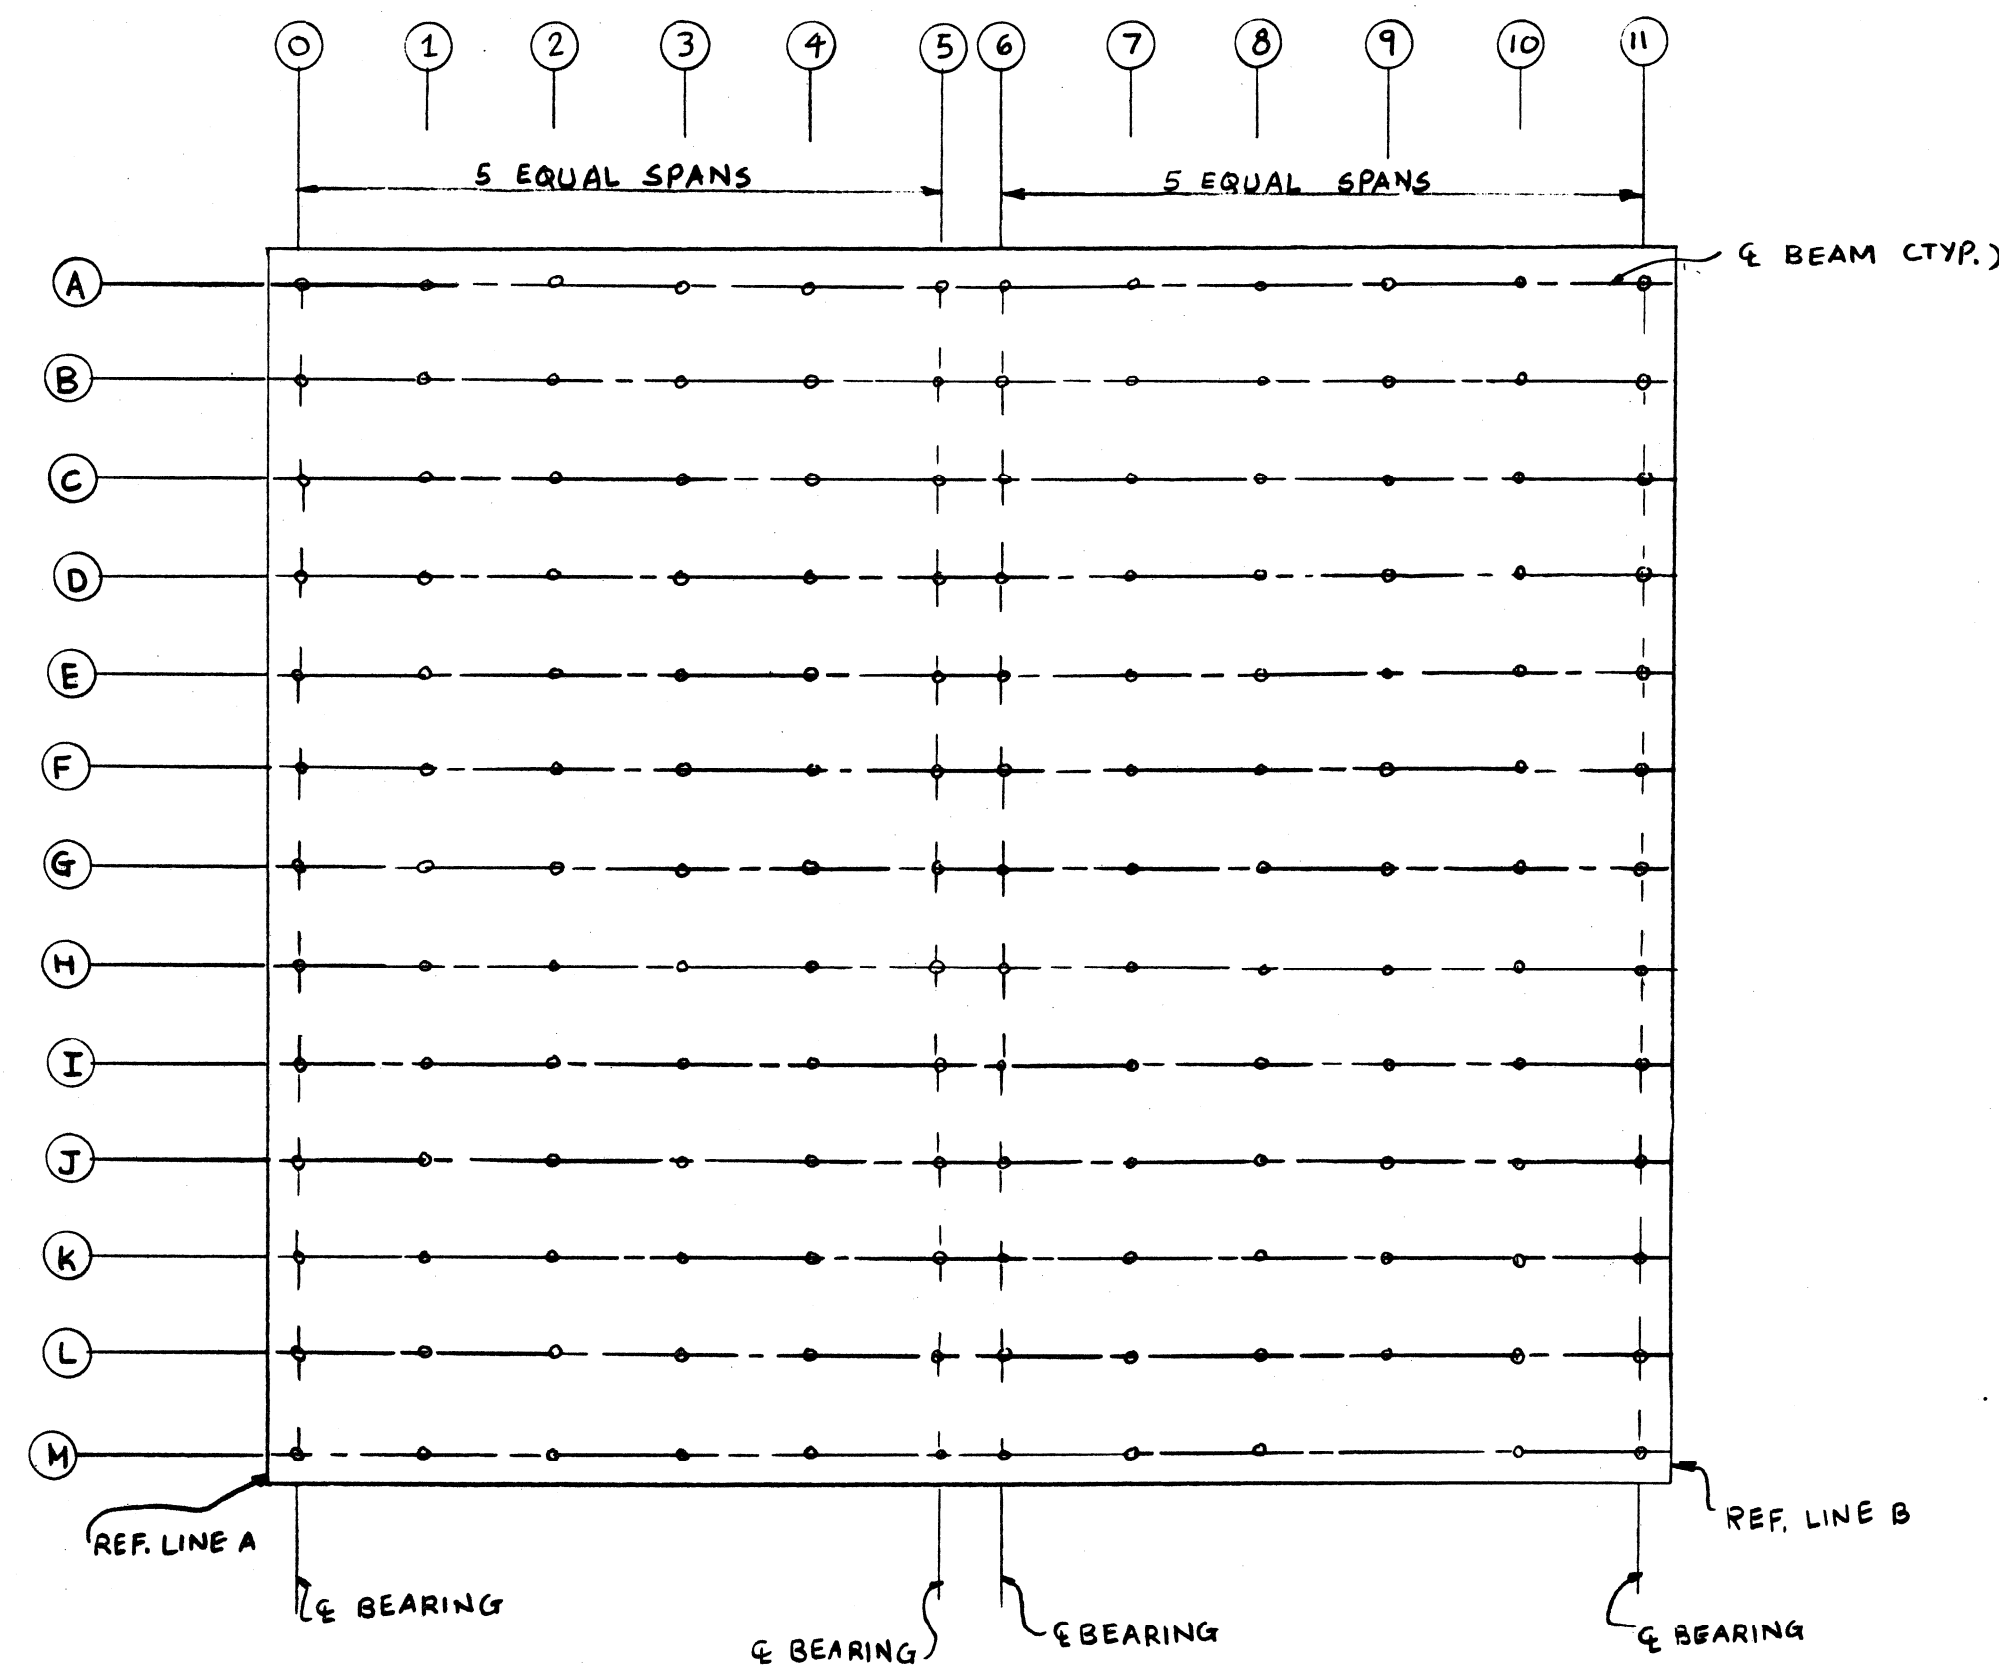 0 1 2 3 4 5 6 7 8 9 10 11
5 EQUAL SPANS 5 EQUAL SPANS
A ℄ BEAM (TYP.)
B
C
D
E
F
G
H
I
J
K
L
M
REF. LINE A REF. LINE B
℄ BEARING ℄ BEARING ℄ BEARING ℄ BEARING